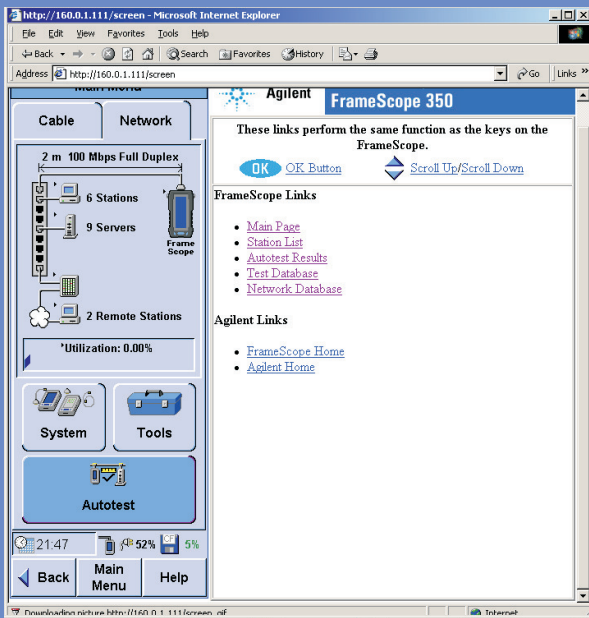 http://160.0.1.111/screen - Microsoft Internet Explorer
File Edit View Favorites Tools Help
Back Search Favorites History
Address http://160.0.1.111/screen Go Links »
Main Menu
Cable Network
2 m 100 Mbps Full Duplex
6 Stations
9 Servers
Frame
Scope
2 Remote Stations
Utilization: 0.00%
System Tools
Autotest
21:47 52% CF 5%
Back Main Menu Help
Agilent FrameScope 350
These links perform the same function as the keys on the
FrameScope.
OK OK Button Scroll Up/Scroll Down
FrameScope Links
Main Page
Station List
Autotest Results
Test Database
Network Database
Agilent Links
FrameScope Home
Agilent Home
Downloading picture http://160.0.1.111/screen.gif Internet